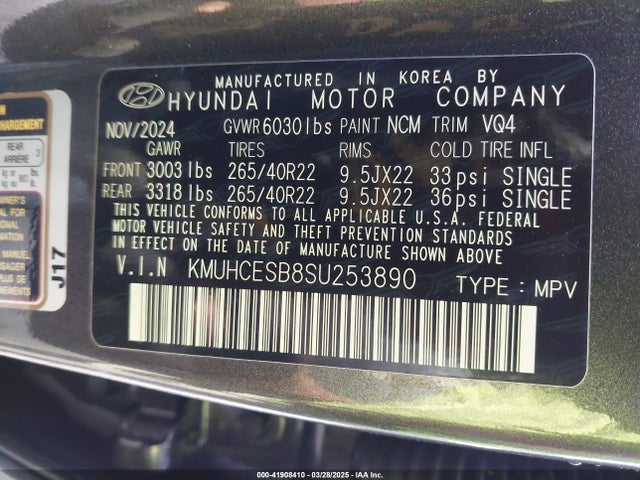 MANUFACTURED IN KOREA BY
HYUNDAI MOTOR COMPANY
NOV/2024 GVWR 6030 lbs PAINT NCM TRIM VQ4
GAWR TIRES RIMS COLD TIRE INFL
FRONT 3003 lbs 265/40R22 9.5JX22 33psi SINGLE
REAR 3318 lbs 265/40R22 9.5JX22 36psi SINGLE
THIS VEHICLE CONFORMS TO ALL APPLICABLE U.S.A. FEDERAL
MOTOR VEHICLE SAFETY AND THEFT PREVENTION STANDARDS
IN EFFECT ON THE DATE OF MANUFACTURE SHOWN ABOVE
V.I.N KMUHCESB8SU253890 TYPE : MPV
REAR
ARRIÈRE
J17
000-41908410 | 03/28/2025 | IAA Inc.